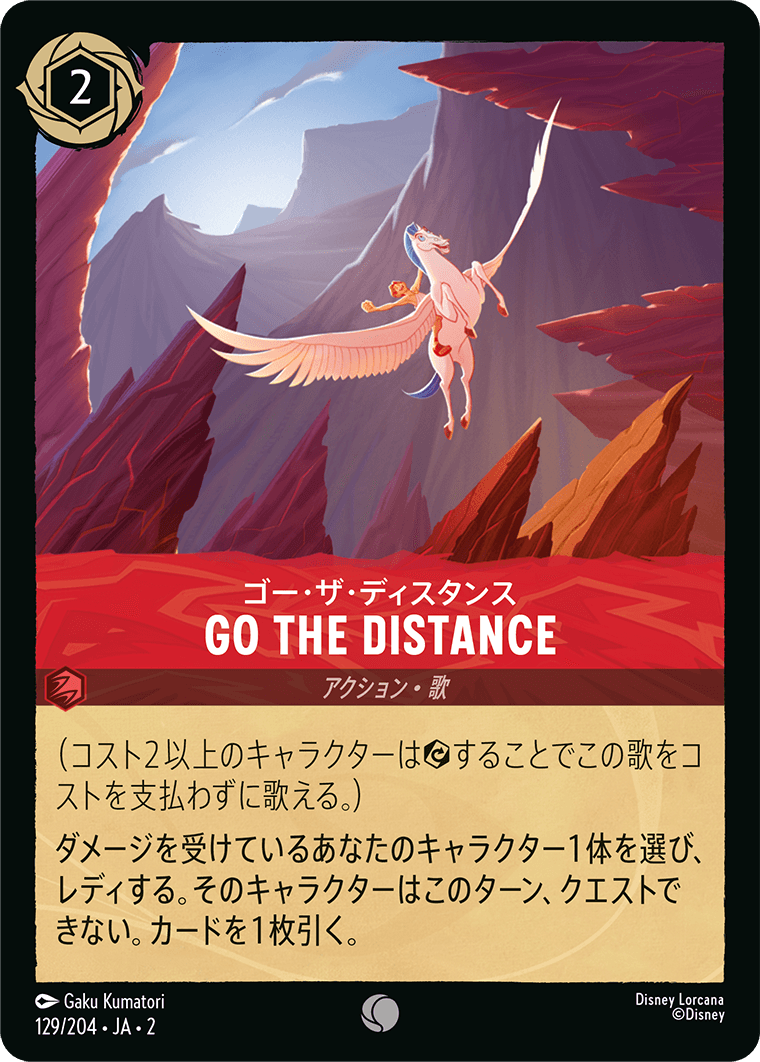 2
ゴー・ザ・ディスタンス
GO THE DISTANCE
アクション・歌
(コスト2以上のキャラクターはすることでこの歌をコ
ストを支払わずに歌える。)
ダメージを受けているあなたのキャラクター1体を選び、
レディする。そのキャラクターはこのターン、クエストで
きない。カードを1枚引く。
Gaku Kumatori
129/204 • JA • 2
Disney Lorcana
©Disney